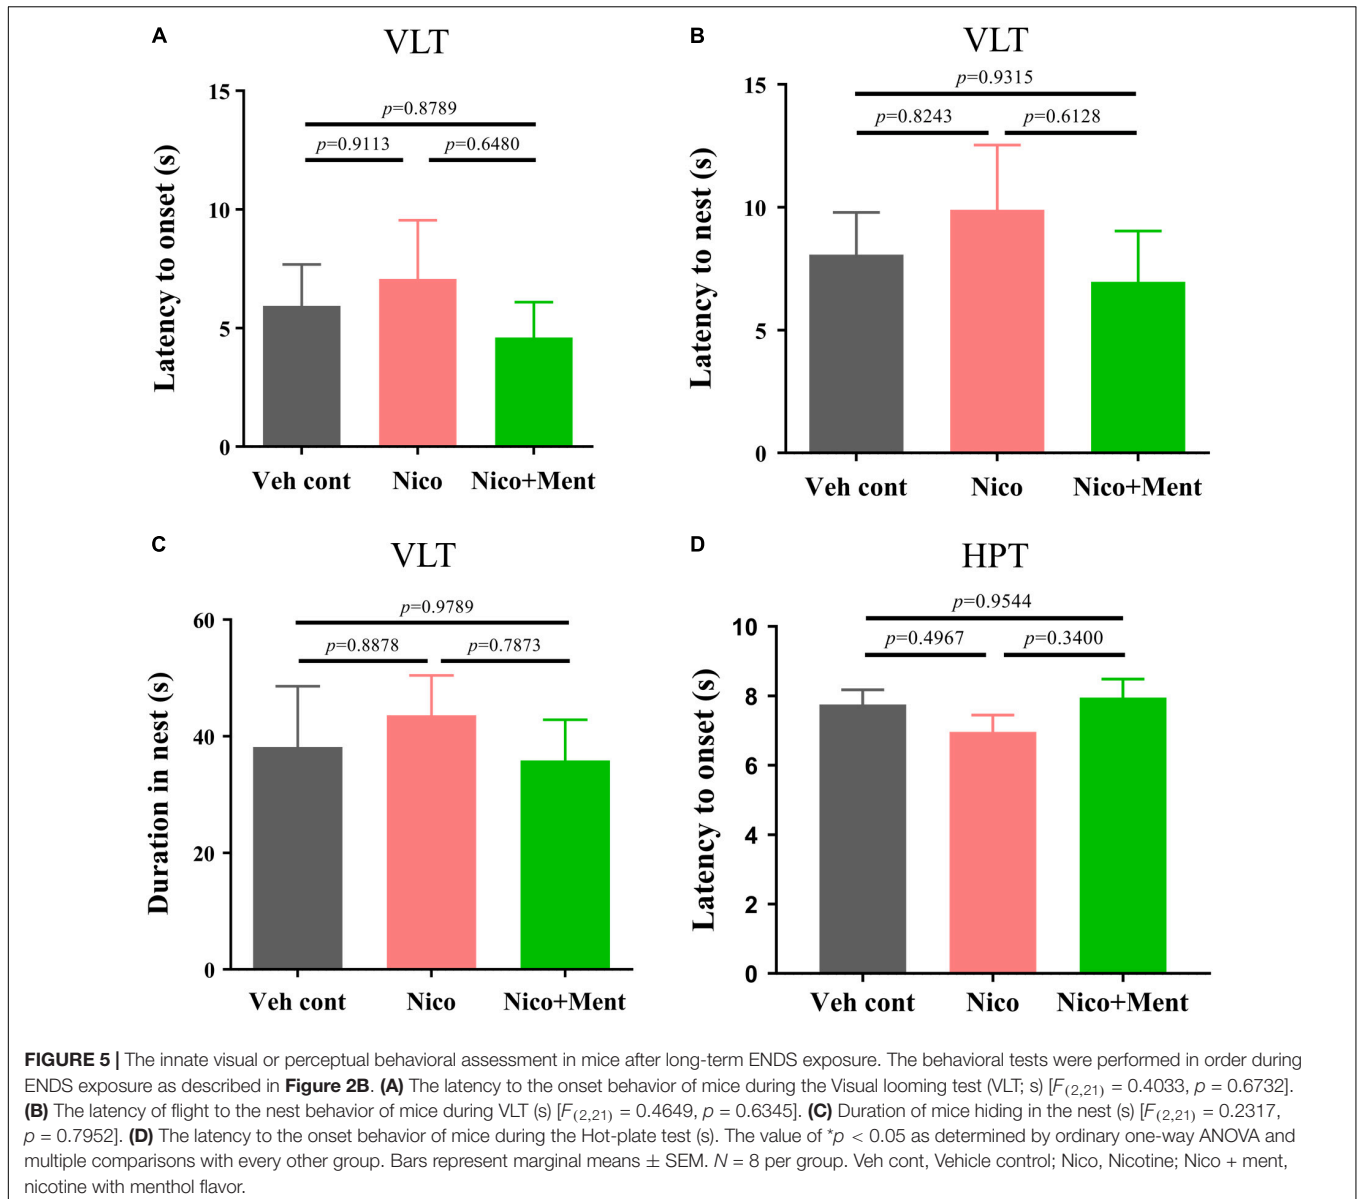 A
VLT
p=0.8789
p=0.9113
p=0.6480
Latency to onset (s)
15
10
5
0
Veh cont
Nico
Nico+Ment
B
VLT
p=0.9315
p=0.8243
p=0.6128
Latency to nest (s)
15
10
5
0
Veh cont
Nico
Nico+Ment
C
VLT
p=0.9789
p=0.8878
p=0.7873
Duration in nest (s)
60
40
20
0
Veh cont
Nico
Nico+Ment
D
HPT
p=0.9544
p=0.4967
p=0.3400
Latency to onset (s)
10
8
6
4
2
0
Veh cont
Nico
Nico+Ment
FIGURE 5 | The innate visual or perceptual behavioral assessment in mice after long-term ENDS exposure. The behavioral tests were performed in order during
ENDS exposure as described in Figure 2B. (A) The latency to the onset behavior of mice during the Visual looming test (VLT; s) [F(2,21) = 0.4033, p = 0.6732].
(B) The latency of flight to the nest behavior of mice during VLT (s) [F(2,21) = 0.4649, p = 0.6345]. (C) Duration of mice hiding in the nest (s) [F(2,21) = 0.2317,
p = 0.7952]. (D) The latency to the onset behavior of mice during the Hot-plate test (s). The value of *p < 0.05 as determined by ordinary one-way ANOVA and
multiple comparisons with every other group. Bars represent marginal means ± SEM. N = 8 per group. Veh cont, Vehicle control; Nico, Nicotine; Nico + ment,
nicotine with menthol flavor.